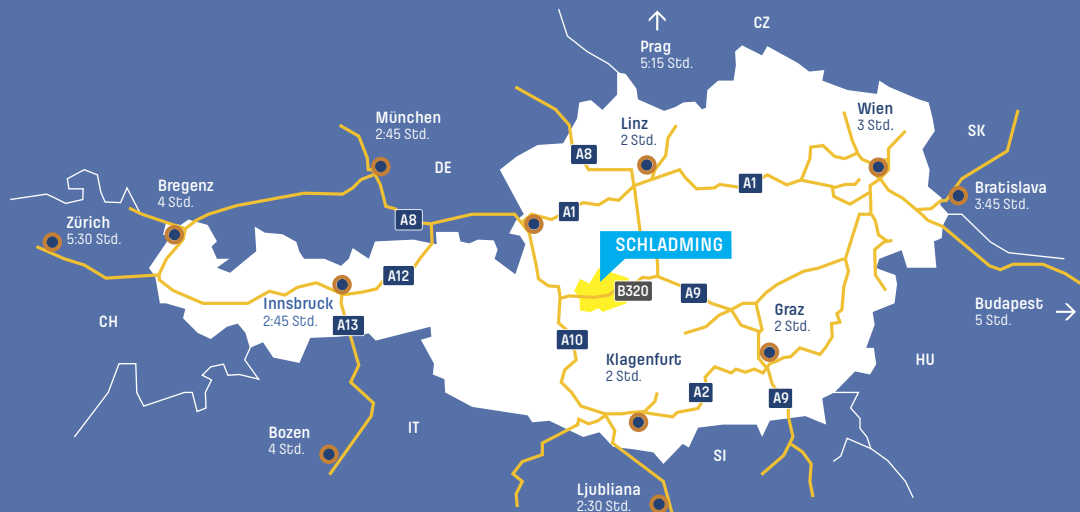 CZ
Prag
5:15 Std.
München
2:45 Std.
DE
Linz
2 Std.
A8
Wien
3 Std.
SK
A1
Bregenz
4 Std.
Bratislava
3:45 Std.
Zürich
5:30 Std.
A8
A1
SCHLADMING
A12
B320
A9
Innsbruck
2:45 Std.
A13
CH
Graz
2 Std.
Budapest
5 Std.
A10
Klagenfurt
2 Std.
HU
A2
A9
Bozen
4 Std.
IT
SI
Ljubliana
2:30 Std.